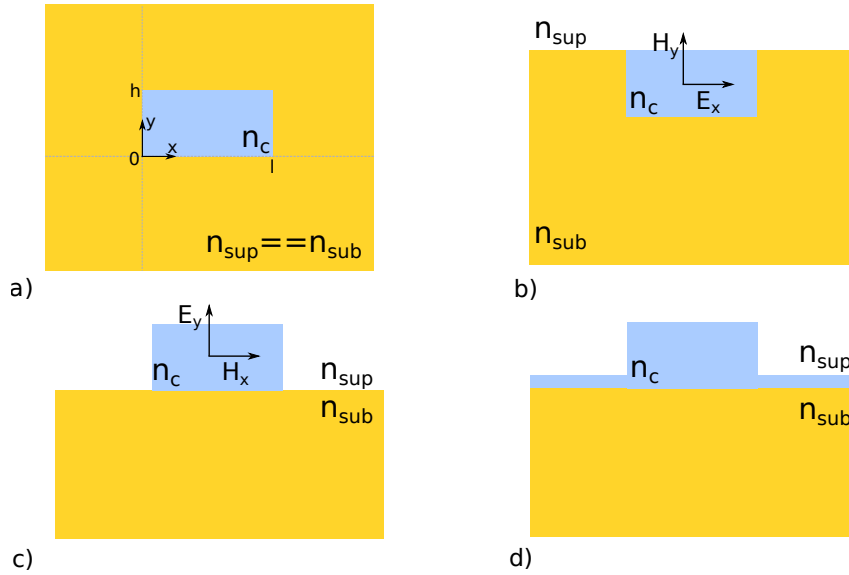 h
y
x
0
l
n_c
n_sup==n_sub
a)
n_sup
H_y
n_c
E_x
n_sub
b)
E_y
n_c
H_x
n_sup
n_sub
c)
n_sup
n_c
n_sub
d)